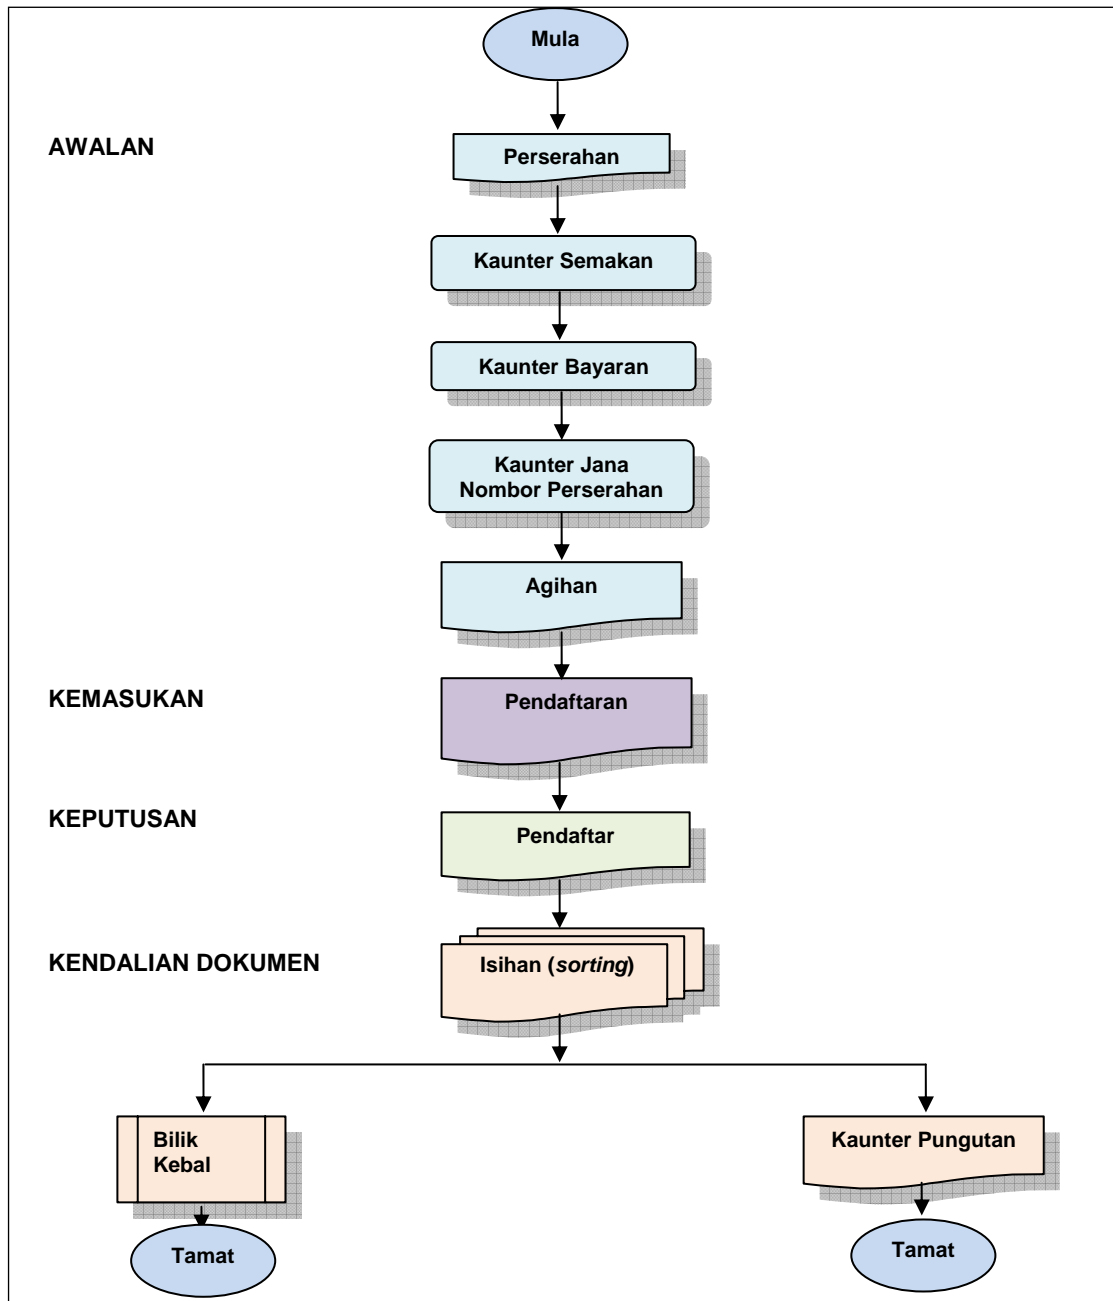 Mula
AWALAN
Perserahan
Kaunter Semakan
Kaunter Bayaran
Kaunter Jana
Nombor Perserahan
Agihan
KEMASUKAN
Pendaftaran
KEPUTUSAN
Pendaftar
KENDALIAN DOKUMEN
Isihan (sorting)
Bilik
Kebal
Kaunter Pungutan
Tamat
Tamat